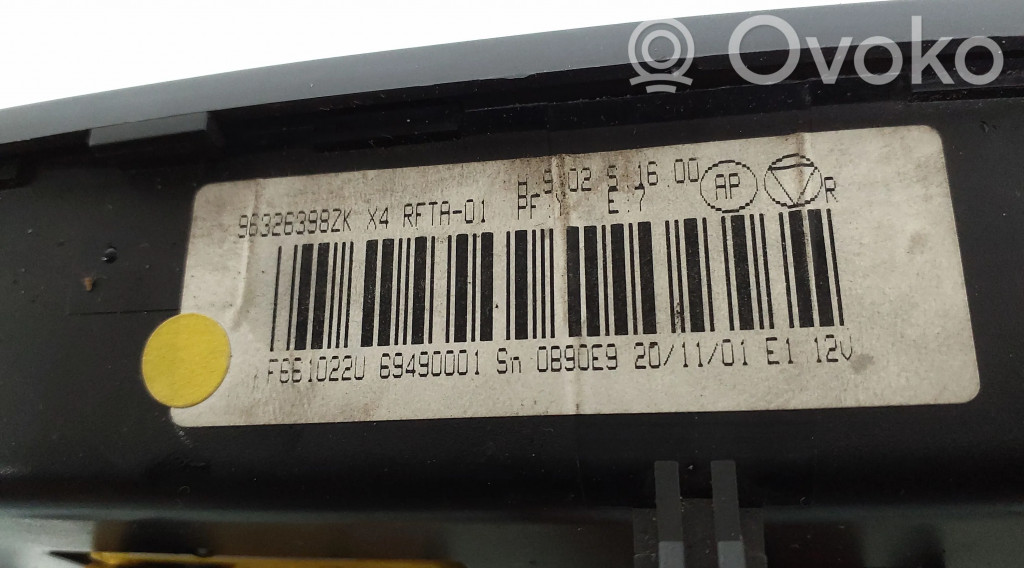 Ovoko
H 9.02 S 16.00
96326398ZK X4 RFTA-01 PF Y E.7 AP R
F661022U 69490001 Sn 0890E9 20/11/01 E1 12V